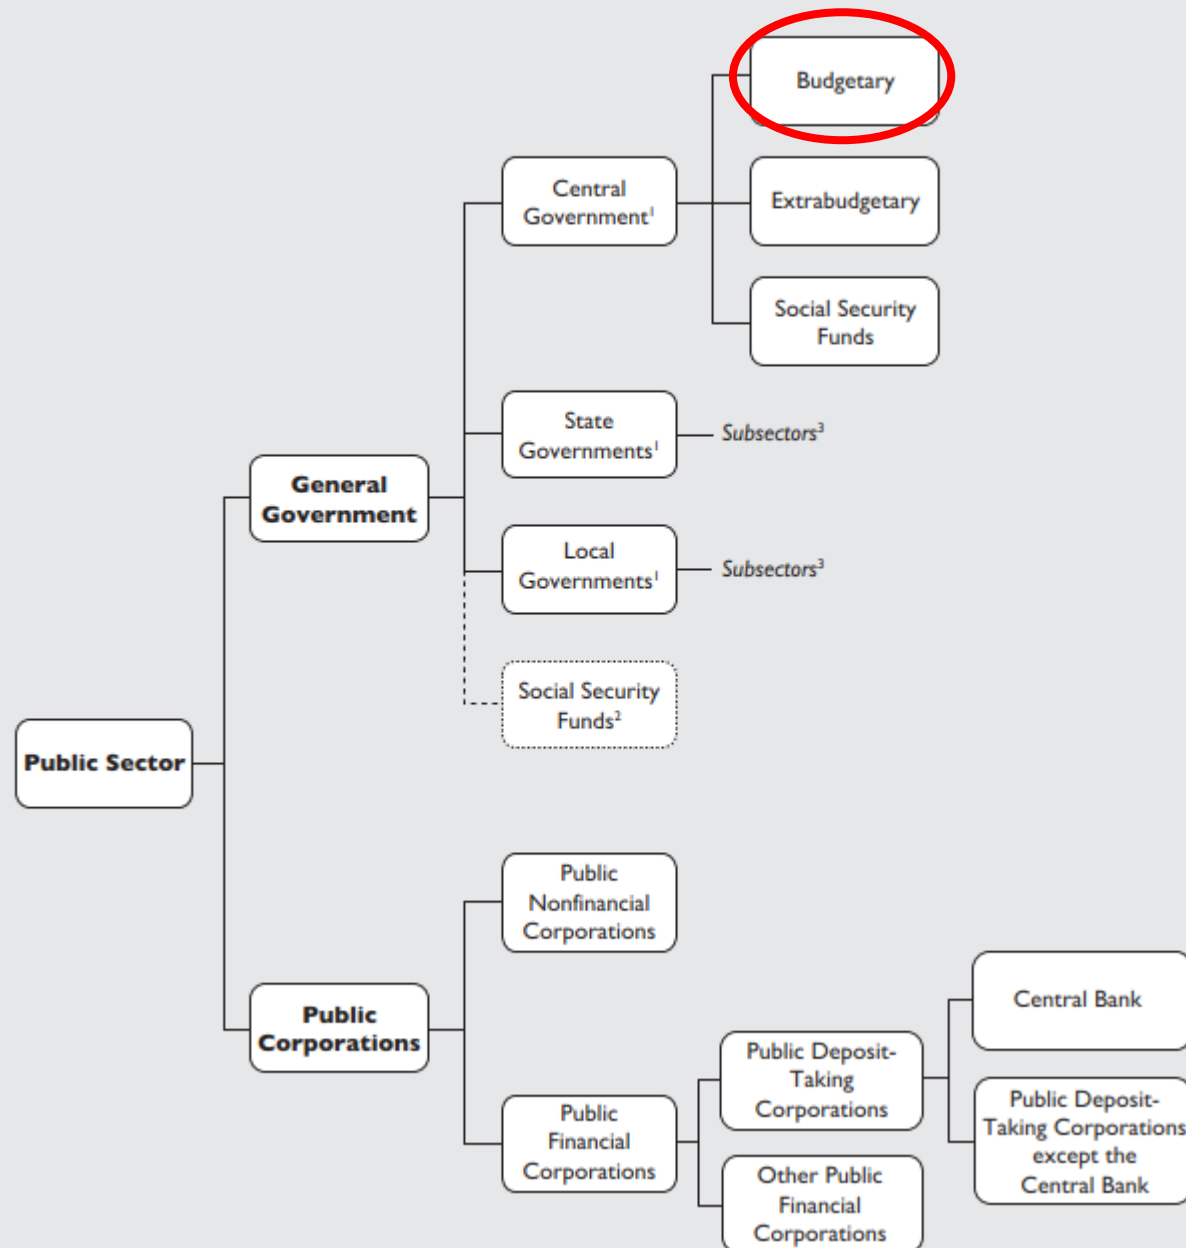 Budgetary
Central
Government¹
Extrabudgetary
Social Security
Funds
State
Governments¹
Subsectors³
General
Government
Local
Governments¹
Subsectors³
Social Security
Funds²
Public Sector
Public
Nonfinancial
Corporations
Public
Corporations
Central Bank
Public Deposit-
Taking
Corporations
Public
Financial
Corporations
Public Deposit-
Taking Corporations
except the
Central Bank
Other Public
Financial
Corporations